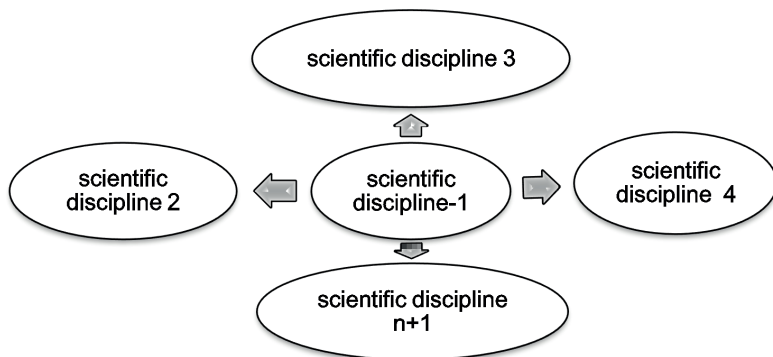 scientific discipline 3
scientific
discipline 2
scientific
discipline-1
scientific
discipline 4
scientific discipline
n+1